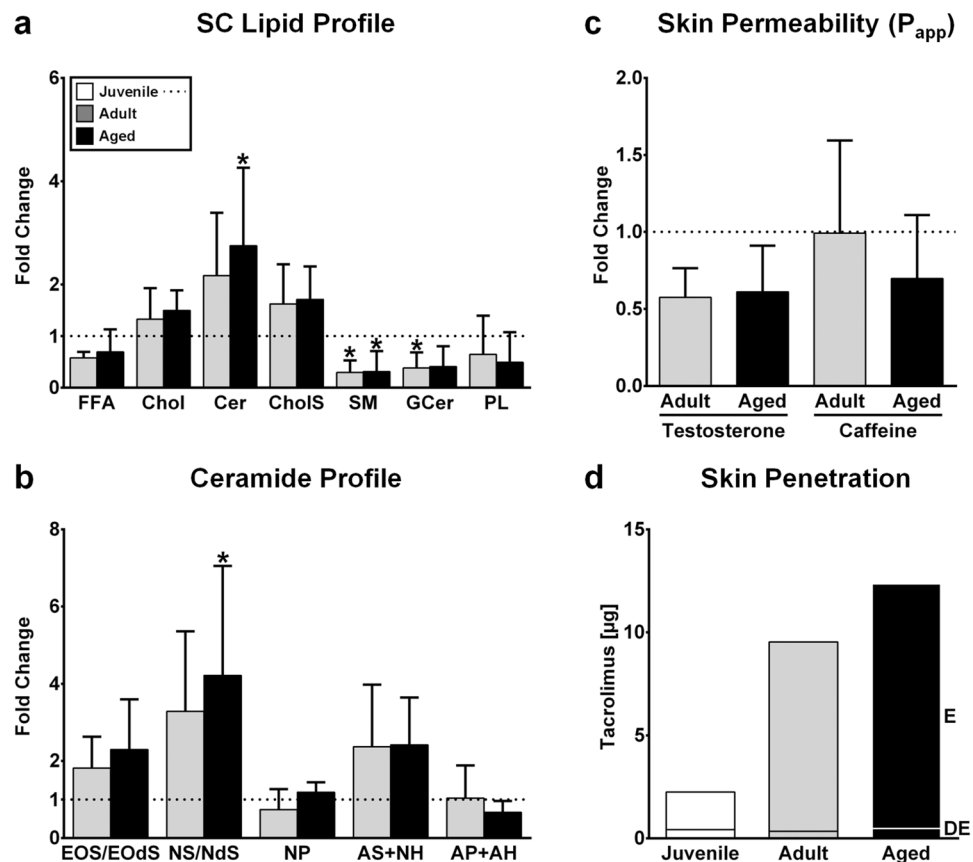 a
SC Lipid Profile
Fold Change
6
4
2
1
0
Juvenile
Adult
Aged
*
* * *
FFA Chol Cer CholS SM GCer PL
c
Skin Permeability (Papp)
Fold Change
2.0
1.5
1.0
0.5
0.0
Adult Aged Adult Aged
Testosterone Caffeine
b
Ceramide Profile
Fold Change
8
6
4
2
1
0
*
EOS/EOdS NS/NdS NP AS+NH AP+AH
d
Skin Penetration
Tacrolimus [µg]
15
10
5
0
E
DE
Juvenile Adult Aged